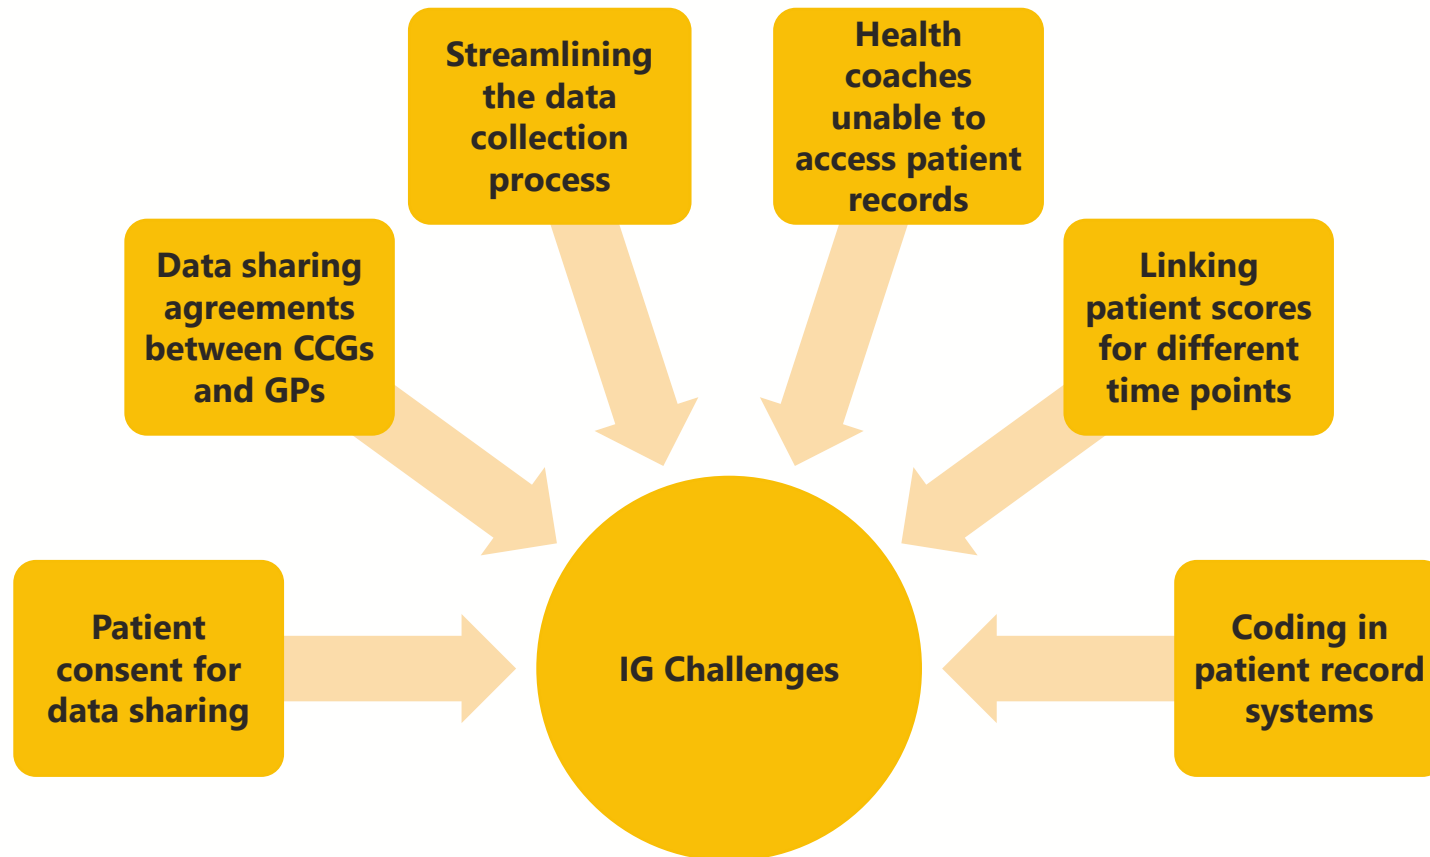 Patient
consent for
data sharing
Data sharing
agreements
between CCGs
and GPs
Streamlining
the data
collection
process
Health
coaches
unable to
access patient
records
Linking
patient scores
for different
time points
Coding in
patient record
systems
IG Challenges